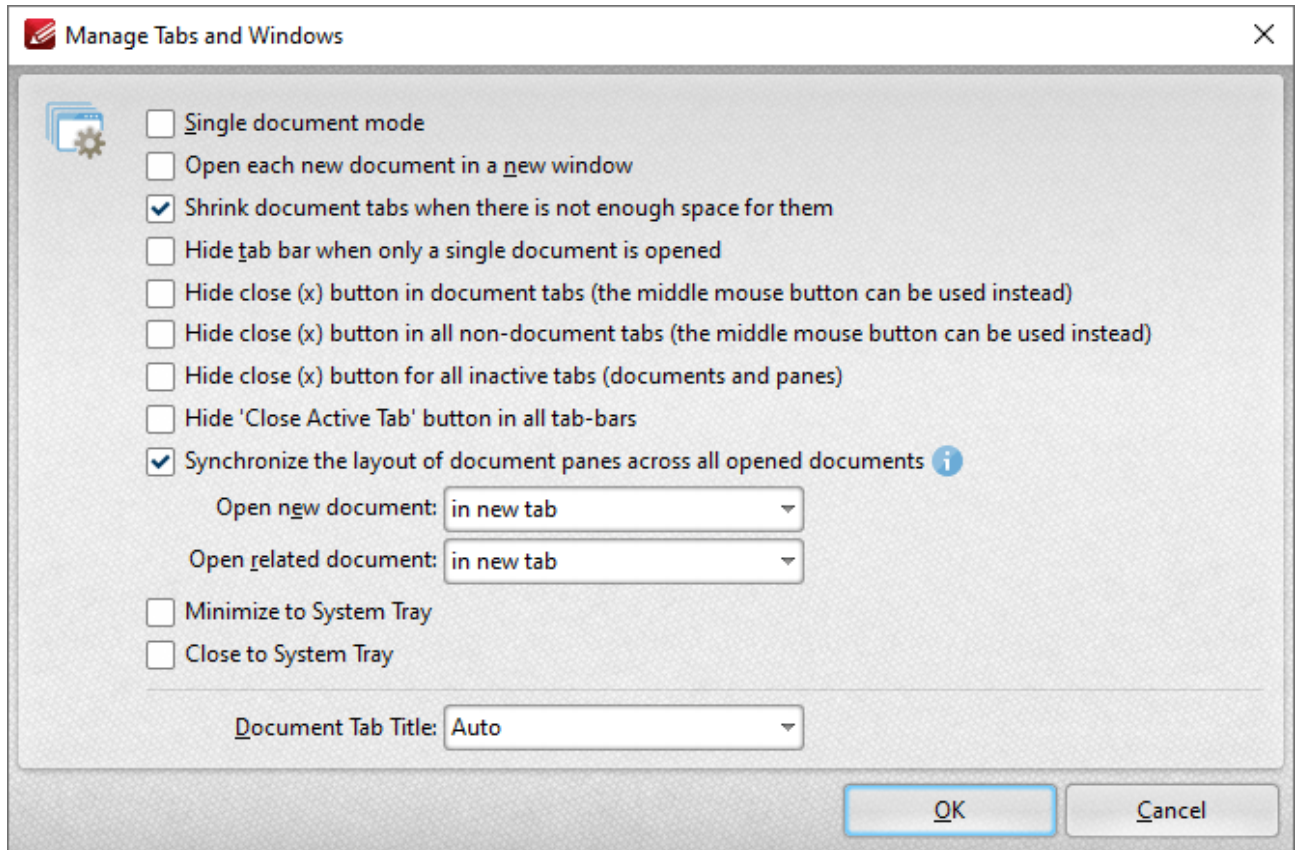 Manage Tabs and Windows
Single document mode
Open each new document in a new window
Shrink document tabs when there is not enough space for them
Hide tab bar when only a single document is opened
Hide close (x) button in document tabs (the middle mouse button can be used instead)
Hide close (x) button in all non-document tabs (the middle mouse button can be used instead)
Hide close (x) button for all inactive tabs (documents and panes)
Hide 'Close Active Tab' button in all tab-bars
Synchronize the layout of document panes across all opened documents i
Open new document: in new tab
Open related document: in new tab
Minimize to System Tray
Close to System Tray
Document Tab Title: Auto
OK Cancel